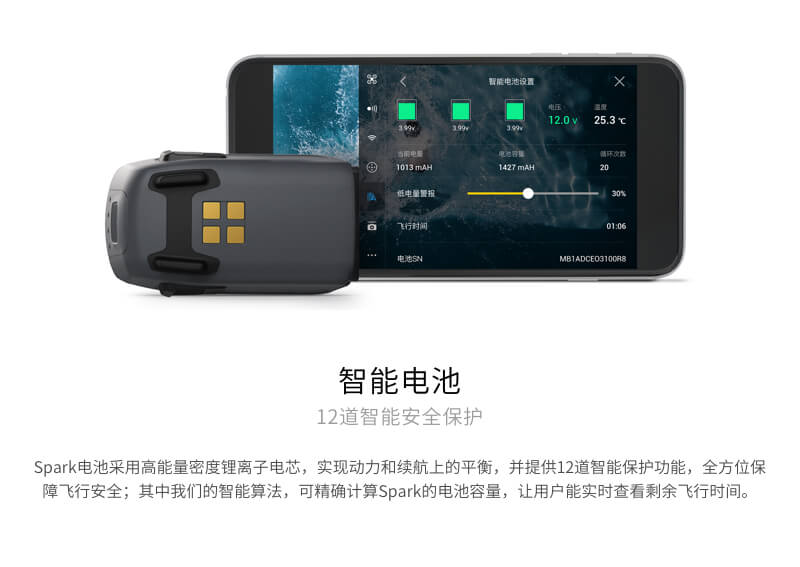 智能电池设置
3.99v 3.99v 3.99v
电压 温度
12.0 V 25.3 ℃
当前电量 电池容量 循环次数
1013 mAH 1427 mAH 20
低电量警报 30%
飞行时间 01:06
电池SN MB1ADCEO3100R8
智能电池
12道智能安全保护
Spark电池采用高能量密度锂离子电芯，实现动力和续航上的平衡，并提供12道智能保护功能，全方位保
障飞行安全；其中我们的智能算法，可精确计算Spark的电池容量，让用户能实时查看剩余飞行时间。